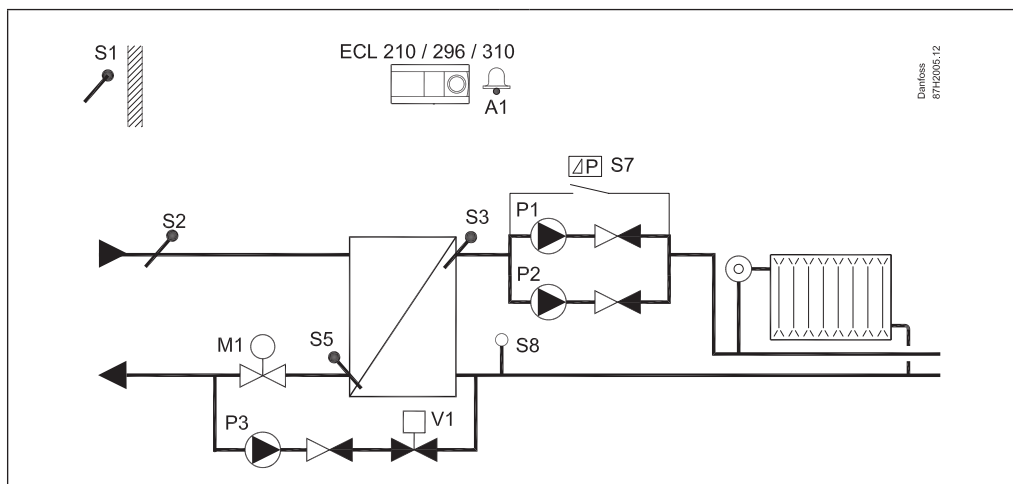 S1
ECL 210 / 296 / 310
A1
Danfoss
87H2005.12
P S7
S2
S3
P1
P2
M1
S5
S8
P3
V1